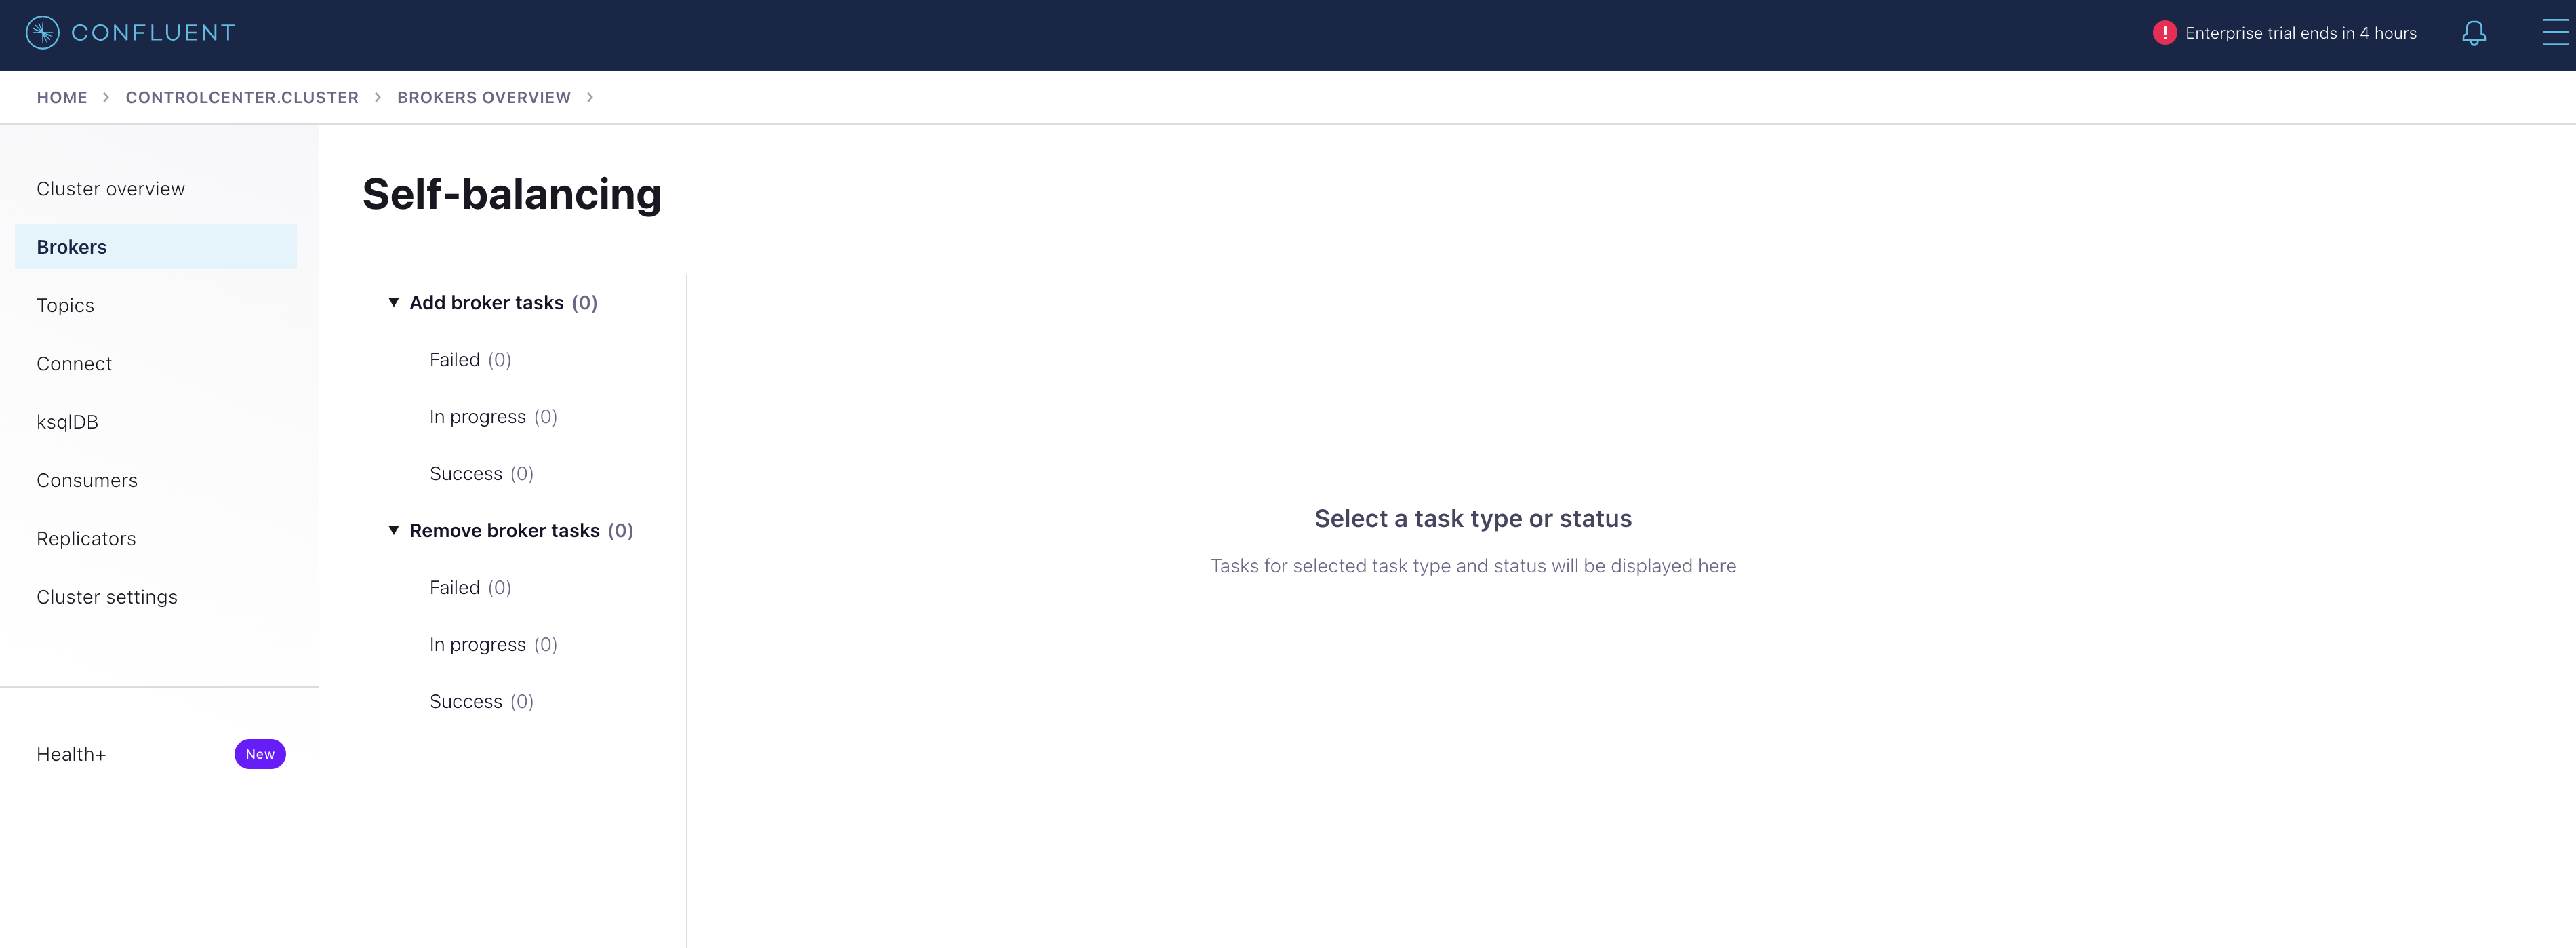 CONFLUENT
Enterprise trial ends in 4 hours
HOME > CONTROLCENTER.CLUSTER > BROKERS OVERVIEW >
Cluster overview
Brokers
Topics
Connect
ksqlDB
Consumers
Replicators
Cluster settings
Health+ New
Self-balancing
Add broker tasks (0)
Failed (0)
In progress (0)
Success (0)
Remove broker tasks (0)
Failed (0)
In progress (0)
Success (0)
Select a task type or status
Tasks for selected task type and status will be displayed here